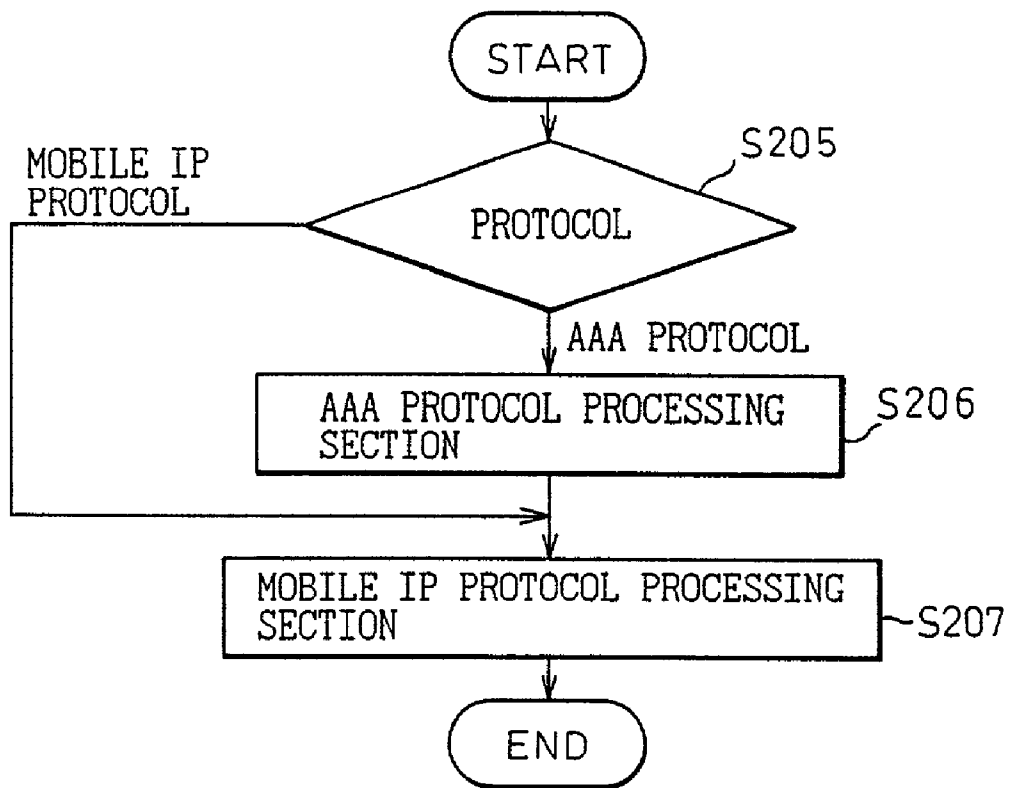 START
S205
MOBILE IP
PROTOCOL
PROTOCOL
AAA PROTOCOL
AAA PROTOCOL PROCESSING
SECTION
S206
MOBILE IP PROTOCOL PROCESSING
SECTION
S207
END